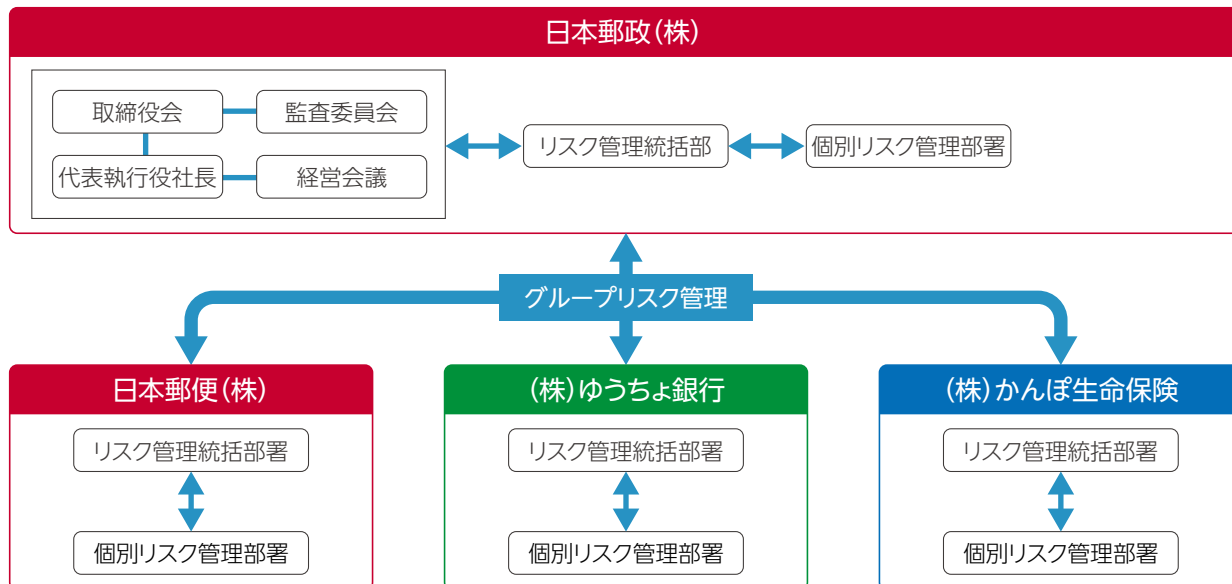 日本郵政(株)
取締役会
監査委員会
代表執行役社長
経営会議
リスク管理統括部
個別リスク管理部署
グループリスク管理
日本郵便(株)
リスク管理統括部署
個別リスク管理部署
(株)ゆうちょ銀行
リスク管理統括部署
個別リスク管理部署
(株)かんぽ生命保険
リスク管理統括部署
個別リスク管理部署